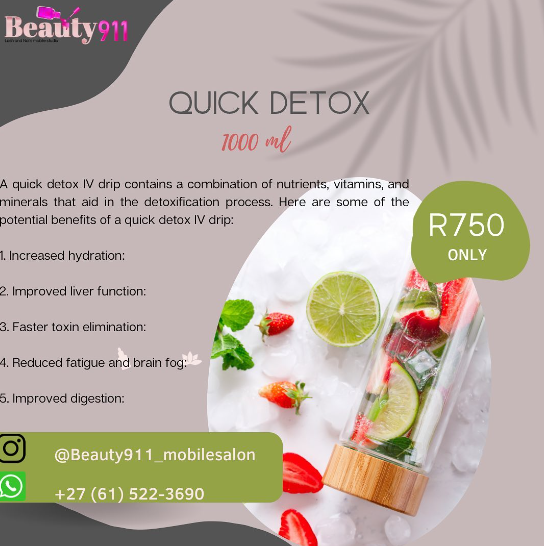 Beauty911
QUICK DETOX
1000 ml
A quick detox IV drip contains a combination of nutrients, vitamins, and
minerals that aid in the detoxification process. Here are some of the
potential benefits of a quick detox IV drip:
R750
ONLY
1. Increased hydration:
2. Improved liver function:
3. Faster toxin elimination:
4. Reduced fatigue and brain fog:
5. Improved digestion:
@Beauty911_mobilesalon
+27 (61) 522-3690